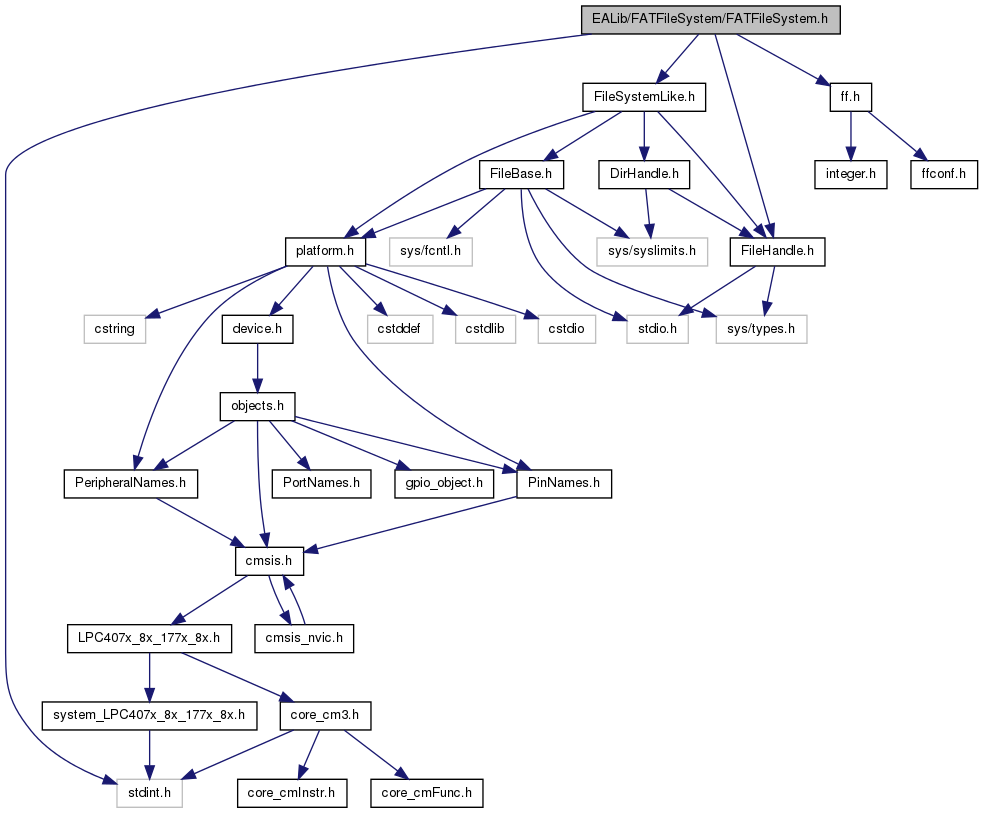 EALib/FATFileSystem/FATFileSystem.h
FileSystemLike.h
ff.h
FileBase.h
DirHandle.h
integer.h
ffconf.h
platform.h
sys/fcntl.h
sys/syslimits.h
FileHandle.h
cstring
device.h
cstddef
cstdlib
cstdio
stdio.h
sys/types.h
objects.h
PeripheralNames.h
PortNames.h
gpio_object.h
PinNames.h
cmsis.h
LPC407x_8x_177x_8x.h
cmsis_nvic.h
system_LPC407x_8x_177x_8x.h
core_cm3.h
stdint.h
core_cmInstr.h
core_cmFunc.h